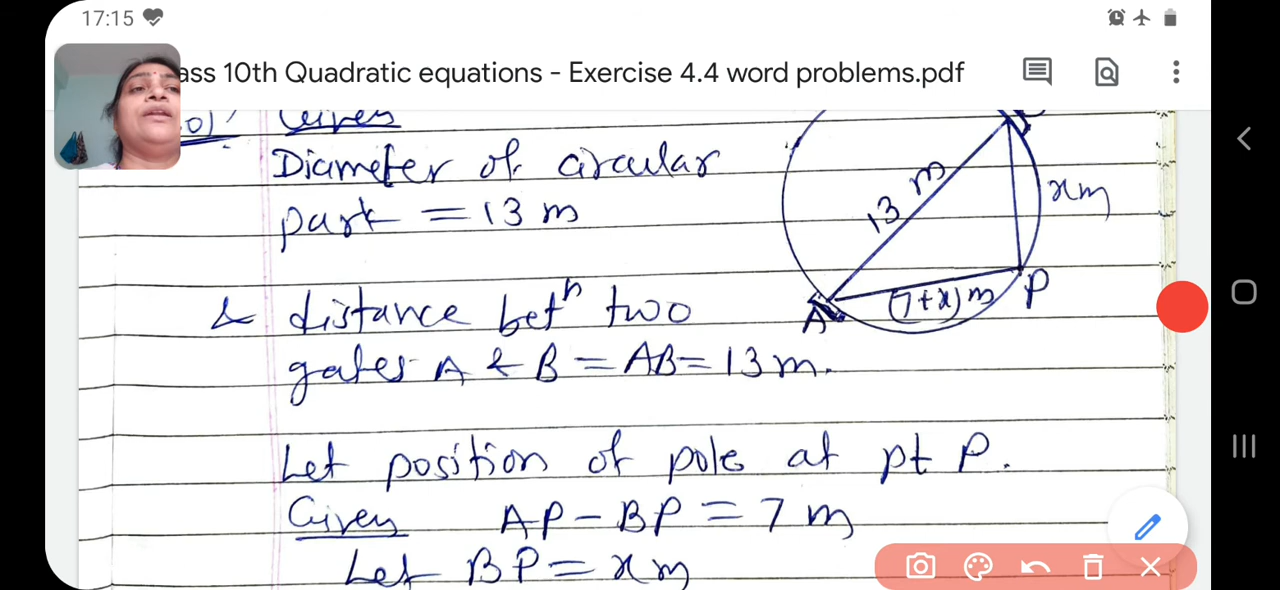 17:15
ass 10th Quadratic equations - Exercise 4.4 word problems.pdf
Given
Diameter of circular
park = 13 m
& distance betⁿ two
gates A & B = AB = 13 m.
Let position of pole at pt P.
Given AP - BP = 7 m
Let BP = x m
13 m
x m
(7+x) m
A
P